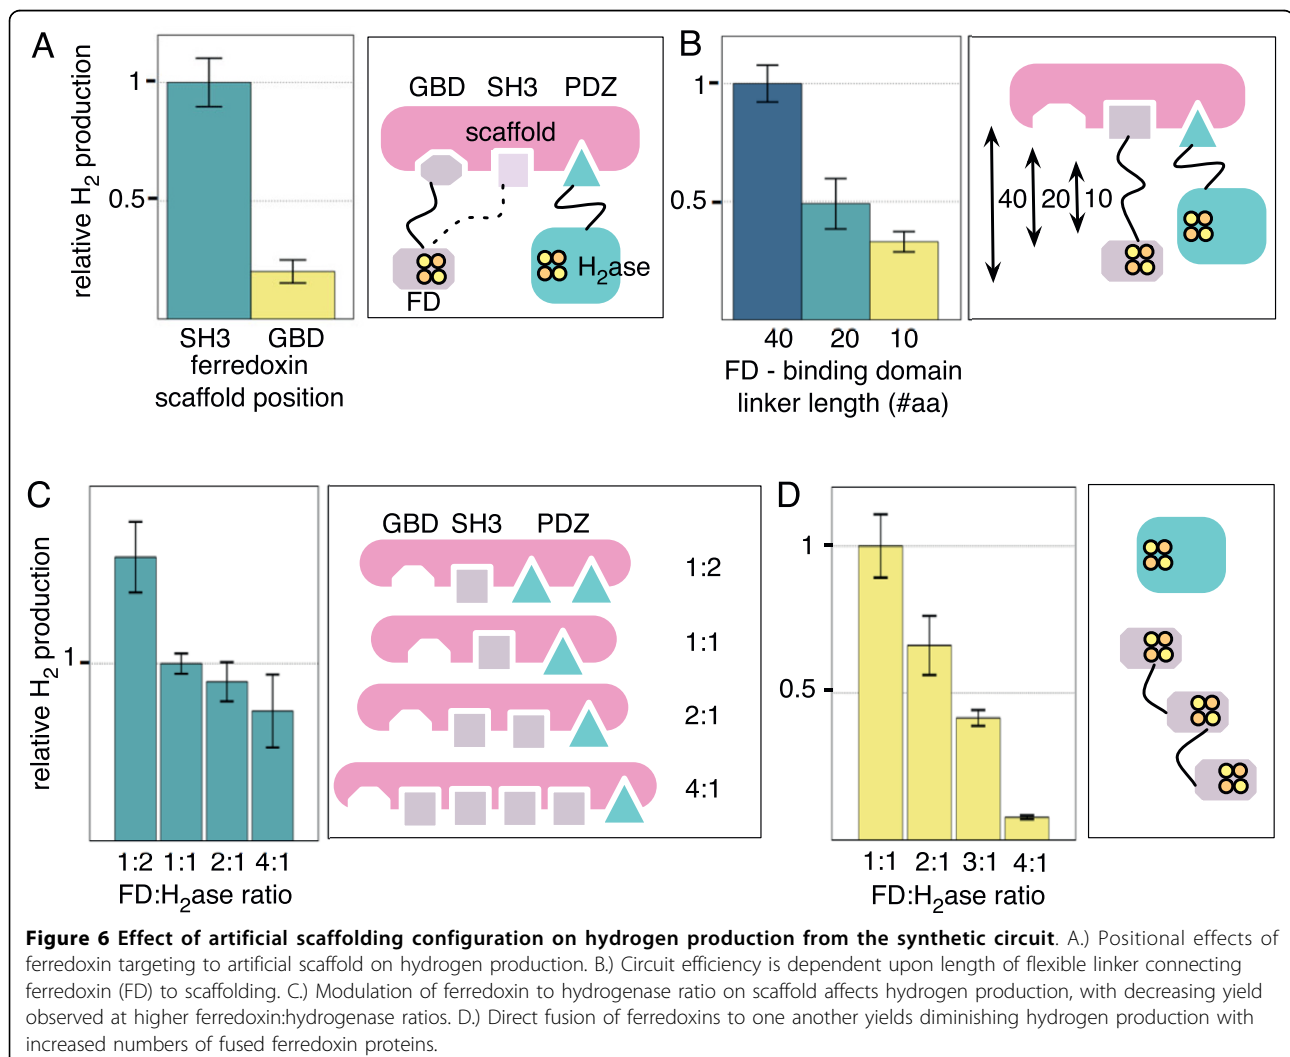 A
relative H2 production
1
0.5
SH3 GBD
ferredoxin
scaffold position
GBD SH3 PDZ
scaffold
FD
H2ase
B
1
0.5
40 20 10
FD - binding domain
linker length (#aa)
40 20 10
C
relative H2 production
1
1:2 1:1 2:1 4:1
FD:H2ase ratio
GBD SH3 PDZ
1:2
1:1
2:1
4:1
D
1
0.5
1:1 2:1 3:1 4:1
FD:H2ase ratio
Figure 6 Effect of artificial scaffolding configuration on hydrogen production from the synthetic circuit. A.) Positional effects of
ferredoxin targeting to artificial scaffold on hydrogen production. B.) Circuit efficiency is dependent upon length of flexible linker connecting
ferredoxin (FD) to scaffolding. C.) Modulation of ferredoxin to hydrogenase ratio on scaffold affects hydrogen production, with decreasing yield
observed at higher ferredoxin:hydrogenase ratios. D.) Direct fusion of ferredoxins to one another yields diminishing hydrogen production with
increased numbers of fused ferredoxin proteins.